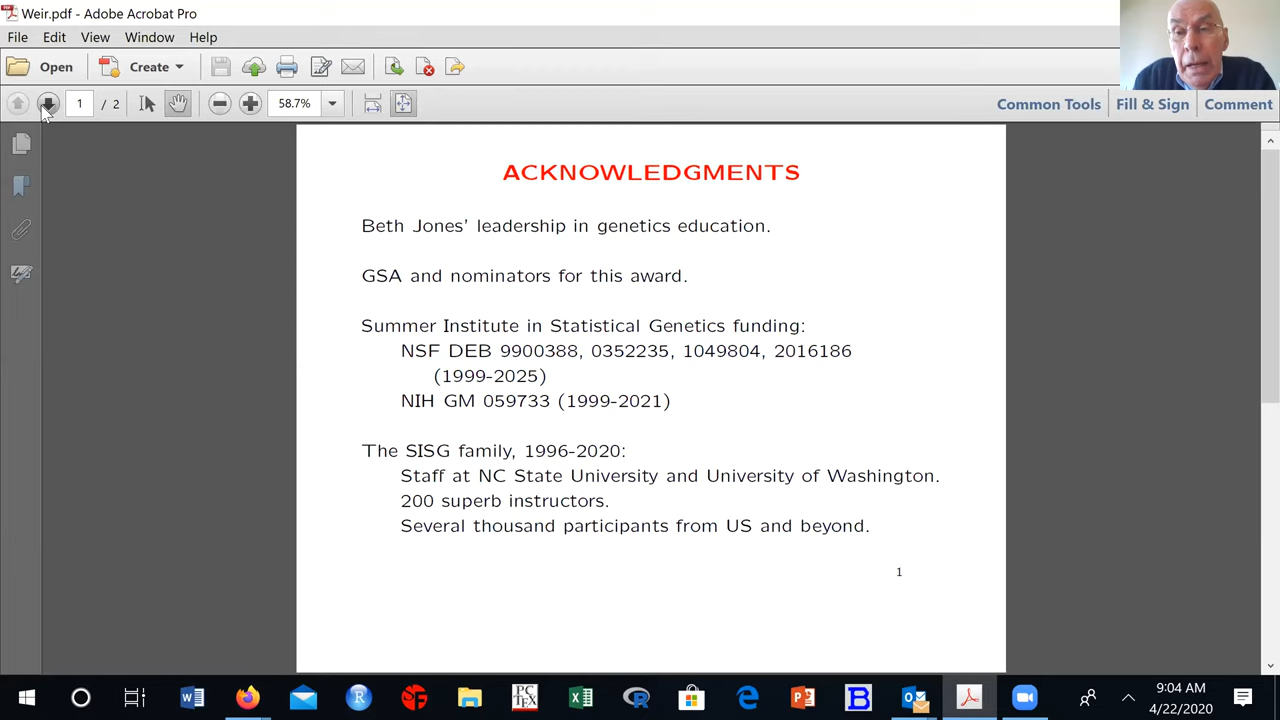 Weir.pdf - Adobe Acrobat Pro
File Edit View Window Help
Open Create
1 / 2 58.7% Common Tools Fill & Sign Comment
ACKNOWLEDGMENTS
Beth Jones' leadership in genetics education.
GSA and nominators for this award.
Summer Institute in Statistical Genetics funding:
NSF DEB 9900388, 0352235, 1049804, 2016186
(1999-2025)
NIH GM 059733 (1999-2021)
The SISG family, 1996-2020:
Staff at NC State University and University of Washington.
200 superb instructors.
Several thousand participants from US and beyond.
1
PC
TEX
9:04 AM
4/22/2020